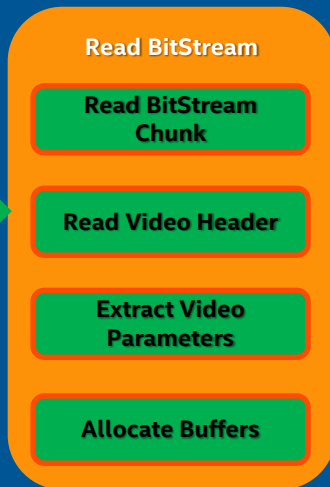 Read BitStream
Read BitStream
Chunk
Read Video Header
Extract Video
Parameters
Allocate Buffers